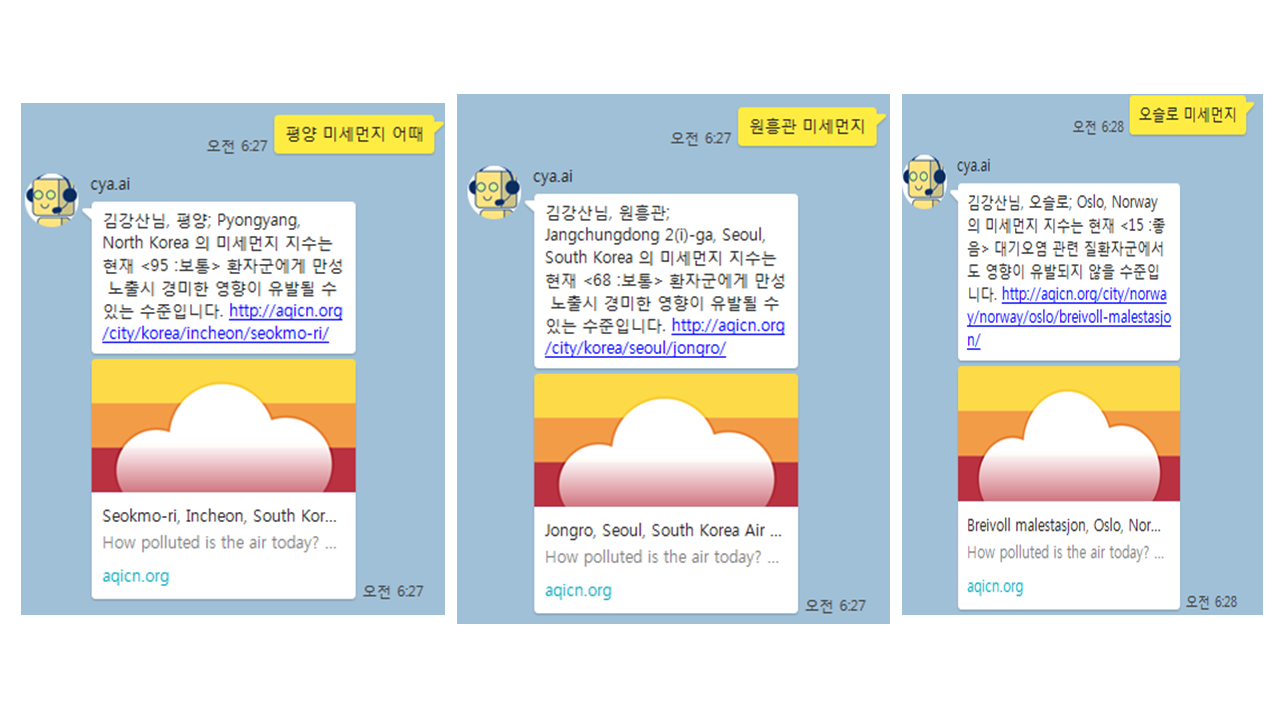 평양 미세먼지 어때
오전 6:27
cya.ai
김강산님, 평양; Pyongyang,
North Korea 의 미세먼지 지수는
현재 <95 :보통> 환자군에게 만성
노출시 경미한 영향이 유발될 수
있는 수준입니다. http://aqicn.org
/city/korea/incheon/seokmo-ri/
Seokmo-ri, Incheon, South Kor...
How polluted is the air today? ...
aqicn.org
오전 6:27
원흥관 미세먼지
오전 6:27
cya.ai
김강산님, 원흥관;
Jangchungdong 2(i)-ga, Seoul,
South Korea 의 미세먼지 지수는
현재 <68 :보통> 환자군에게 만성
노출시 경미한 영향이 유발될 수
있는 수준입니다. http://aqicn.org
/city/korea/seoul/jongro/
Jongro, Seoul, South Korea Air ...
How polluted is the air today? ...
aqicn.org
오전 6:27
오슬로 미세먼지
오전 6:28
cya.ai
김강산님, 오슬로; Oslo, Norway
의 미세먼지 지수는 현재 <15 :좋
음> 대기오염 관련 질환자군에서
도 영향이 유발되지 않을 수준입
니다. http://aqicn.org/city/norwa
y/norway/oslo/breivoll-malestasjo
n/
Breivoll malestasjon, Oslo, Nor...
How polluted is the air today? ...
aqicn.org
오전 6:28